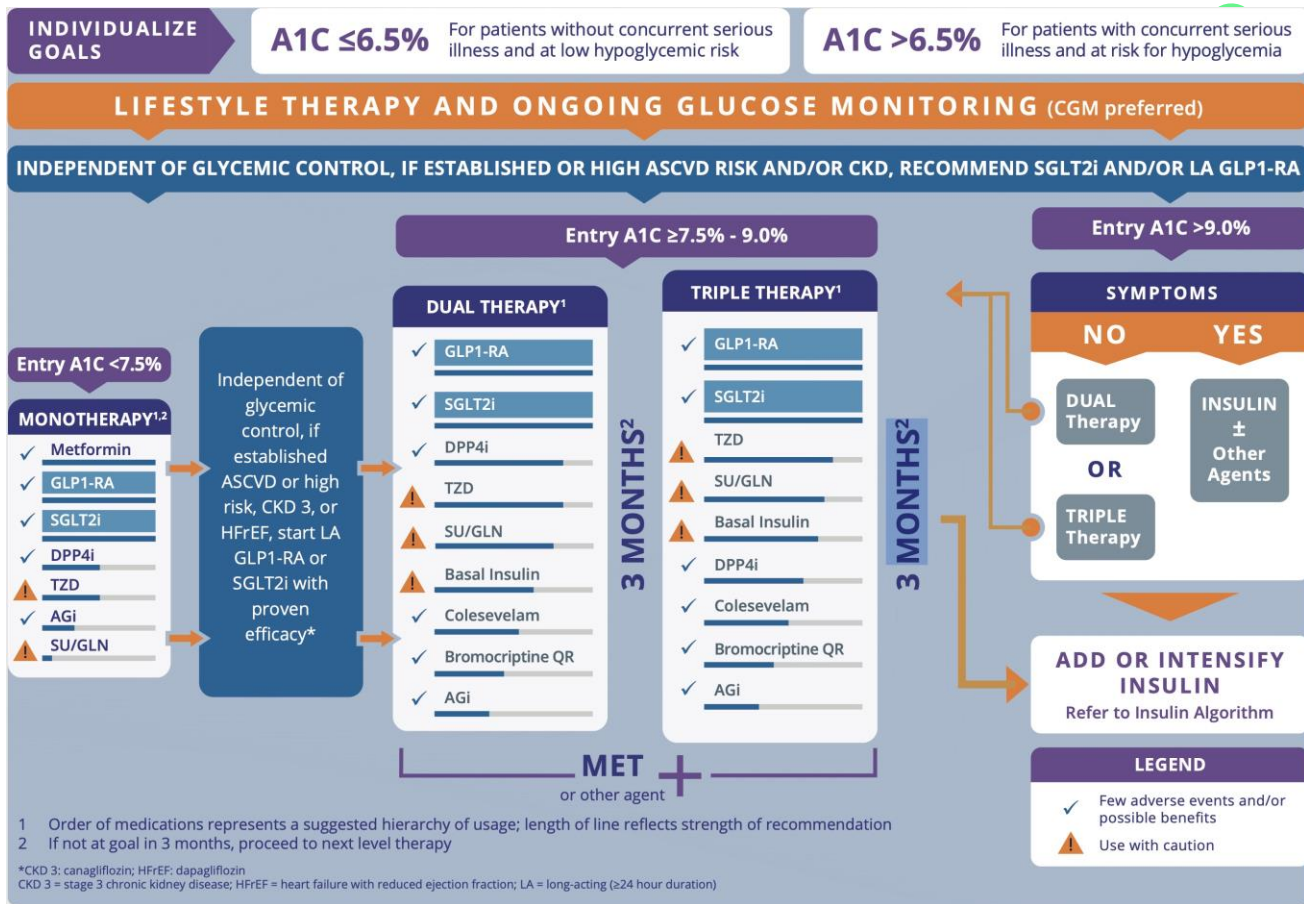 INDIVIDUALIZE
GOALS
A1C ≤6.5%
For patients without concurrent serious
illness and at low hypoglycemic risk
A1C >6.5%
For patients with concurrent serious
illness and at risk for hypoglycemia
LIFESTYLE THERAPY AND ONGOING GLUCOSE MONITORING (CGM preferred)
INDEPENDENT OF GLYCEMIC CONTROL, IF ESTABLISHED OR HIGH ASCVD RISK AND/OR CKD, RECOMMEND SGLT2i AND/OR LA GLP1-RA
Entry A1C <7.5%
MONOTHERAPY¹,²
Metformin
GLP1-RA
SGLT2i
DPP4i
TZD
AGi
SU/GLN
Independent of
glycemic
control, if
established
ASCVD or high
risk, CKD 3, or
HFrEF, start LA
GLP1-RA or
SGLT2i with
proven
efficacy*
Entry A1C ≥7.5% - 9.0%
DUAL THERAPY¹
GLP1-RA
SGLT2i
DPP4i
TZD
SU/GLN
Basal Insulin
Colesevelam
Bromocriptine QR
AGi
3 MONTHS²
TRIPLE THERAPY¹
GLP1-RA
SGLT2i
TZD
SU/GLN
Basal Insulin
DPP4i
Colesevelam
Bromocriptine QR
AGi
3 MONTHS²
MET
or other agent
+
Entry A1C >9.0%
SYMPTOMS
NO
YES
DUAL
Therapy
OR
TRIPLE
Therapy
INSULIN
±
Other
Agents
ADD OR INTENSIFY
INSULIN
Refer to Insulin Algorithm
LEGEND
Few adverse events and/or
possible benefits
Use with caution
1 Order of medications represents a suggested hierarchy of usage; length of line reflects strength of recommendation
2 If not at goal in 3 months, proceed to next level therapy
*CKD 3: canagliflozin; HFrEF: dapagliflozin
CKD 3 = stage 3 chronic kidney disease; HFrEF = heart failure with reduced ejection fraction; LA = long-acting (≥24 hour duration)